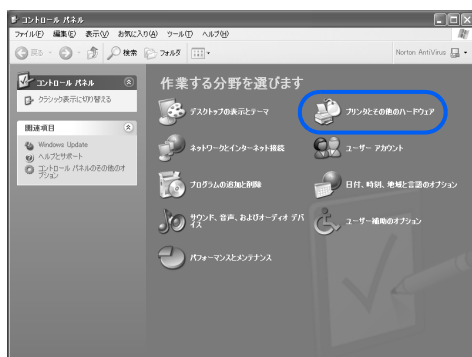 コントロール パネル
ファイル(F) 編集(E) 表示(V) お気に入り(A) ツール(T) ヘルプ(H)
戻る 検索 フォルダ Norton AntiVirus
コントロール パネル
クラシック表示に切り替える
関連項目
Windows Update
ヘルプとサポート
コントロール パネルのその他のオプション
作業する分野を選びます
デスクトップの表示とテーマ
プリンタとその他のハードウェア
ネットワークとインターネット接続
ユーザー アカウント
プログラムの追加と削除
日付、時刻、地域と言語のオプション
サウンド、音声、およびオーディオ デバイス
ユーザー補助のオプション
パフォーマンスとメンテナンス